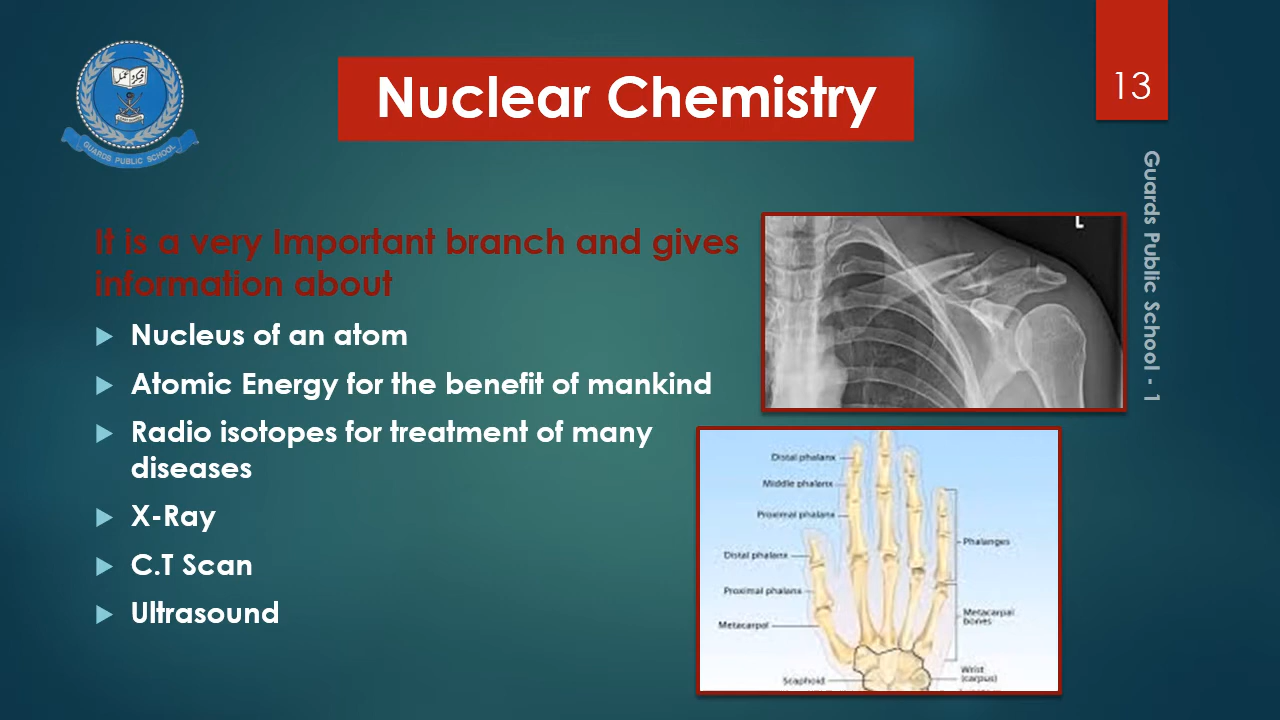 GUARDS PUBLIC SCHOOL
Nuclear Chemistry
13
Guards Public School - 1
It is a very Important branch and gives
information about
Nucleus of an atom
Atomic Energy for the benefit of mankind
Radio isotopes for treatment of many
diseases
X-Ray
C.T Scan
Ultrasound
L
Distal phalanx
Middle phalanx
Proximal phalanx
Distal phalanx
Proximal phalanx
Metacarpal
Scaphoid
Phalanges
Metacarpal
bones
Wrist
(carpus)